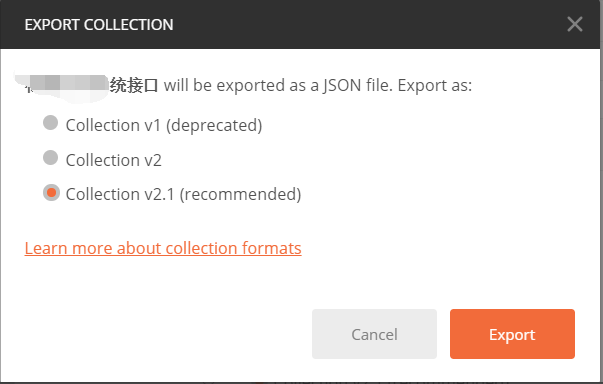 EXPORT COLLECTION
统接口 will be exported as a JSON file. Export as:
Collection v1 (deprecated)
Collection v2
Collection v2.1 (recommended)
Learn more about collection formats
Cancel
Export